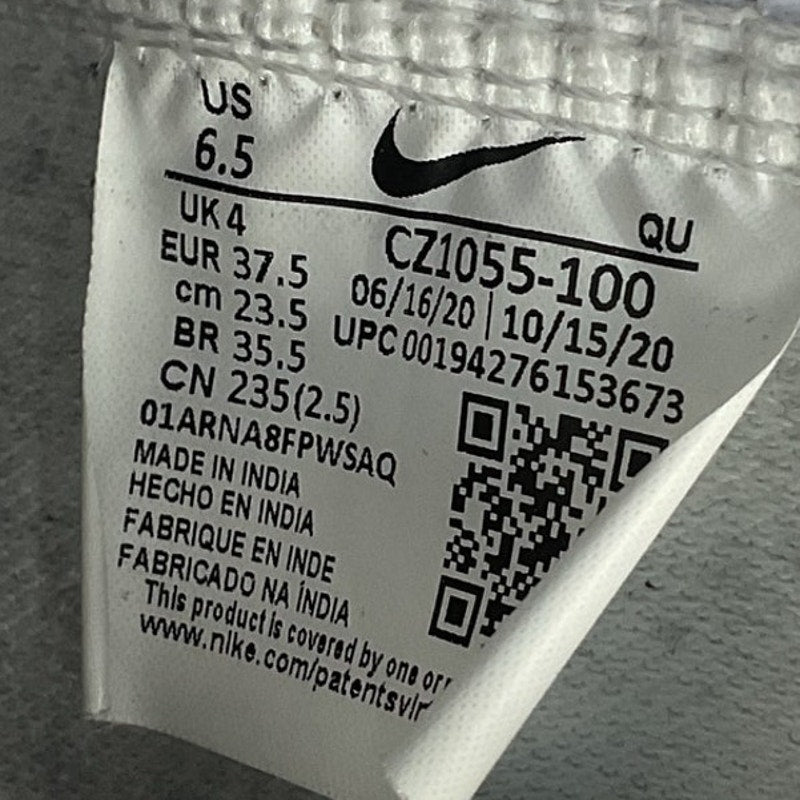 US
6.5
QU
UK 4
EUR 37.5
cm 23.5
BR 35.5
CN 235(2.5)
CZ1055-100
06/16/20 | 10/15/20
UPC 00194276153673
01ARNA8FPWSAQ
MADE IN INDIA
HECHO EN INDIA
FABRIQUE EN INDE
FABRICADO NA ÍNDIA
This product is covered by one or
www.nike.com/patents